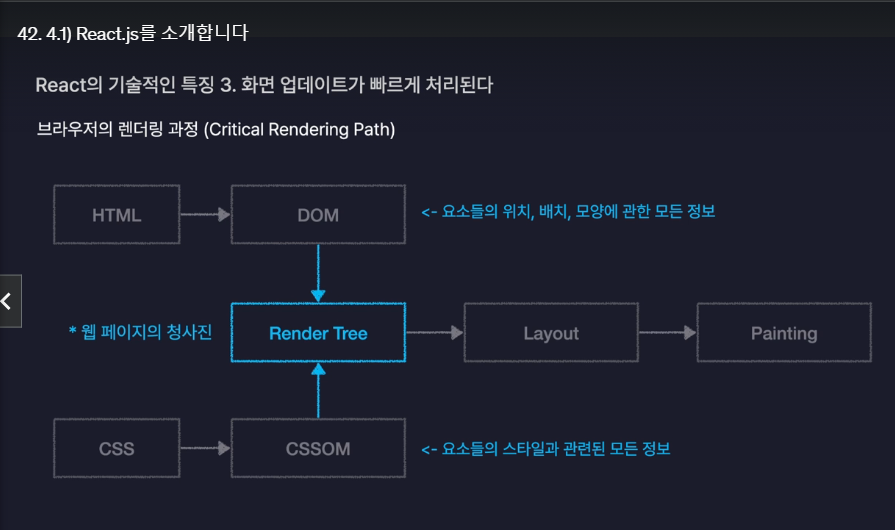 42. 4.1) React.js를 소개합니다
React의 기술적인 특징 3. 화면 업데이트가 빠르게 처리된다
브라우저의 렌더링 과정 (Critical Rendering Path)
HTML
DOM
<- 요소들의 위치, 배치, 모양에 관한 모든 정보
* 웹 페이지의 청사진
Render Tree
Layout
Painting
CSS
CSSOM
<- 요소들의 스타일과 관련된 모든 정보